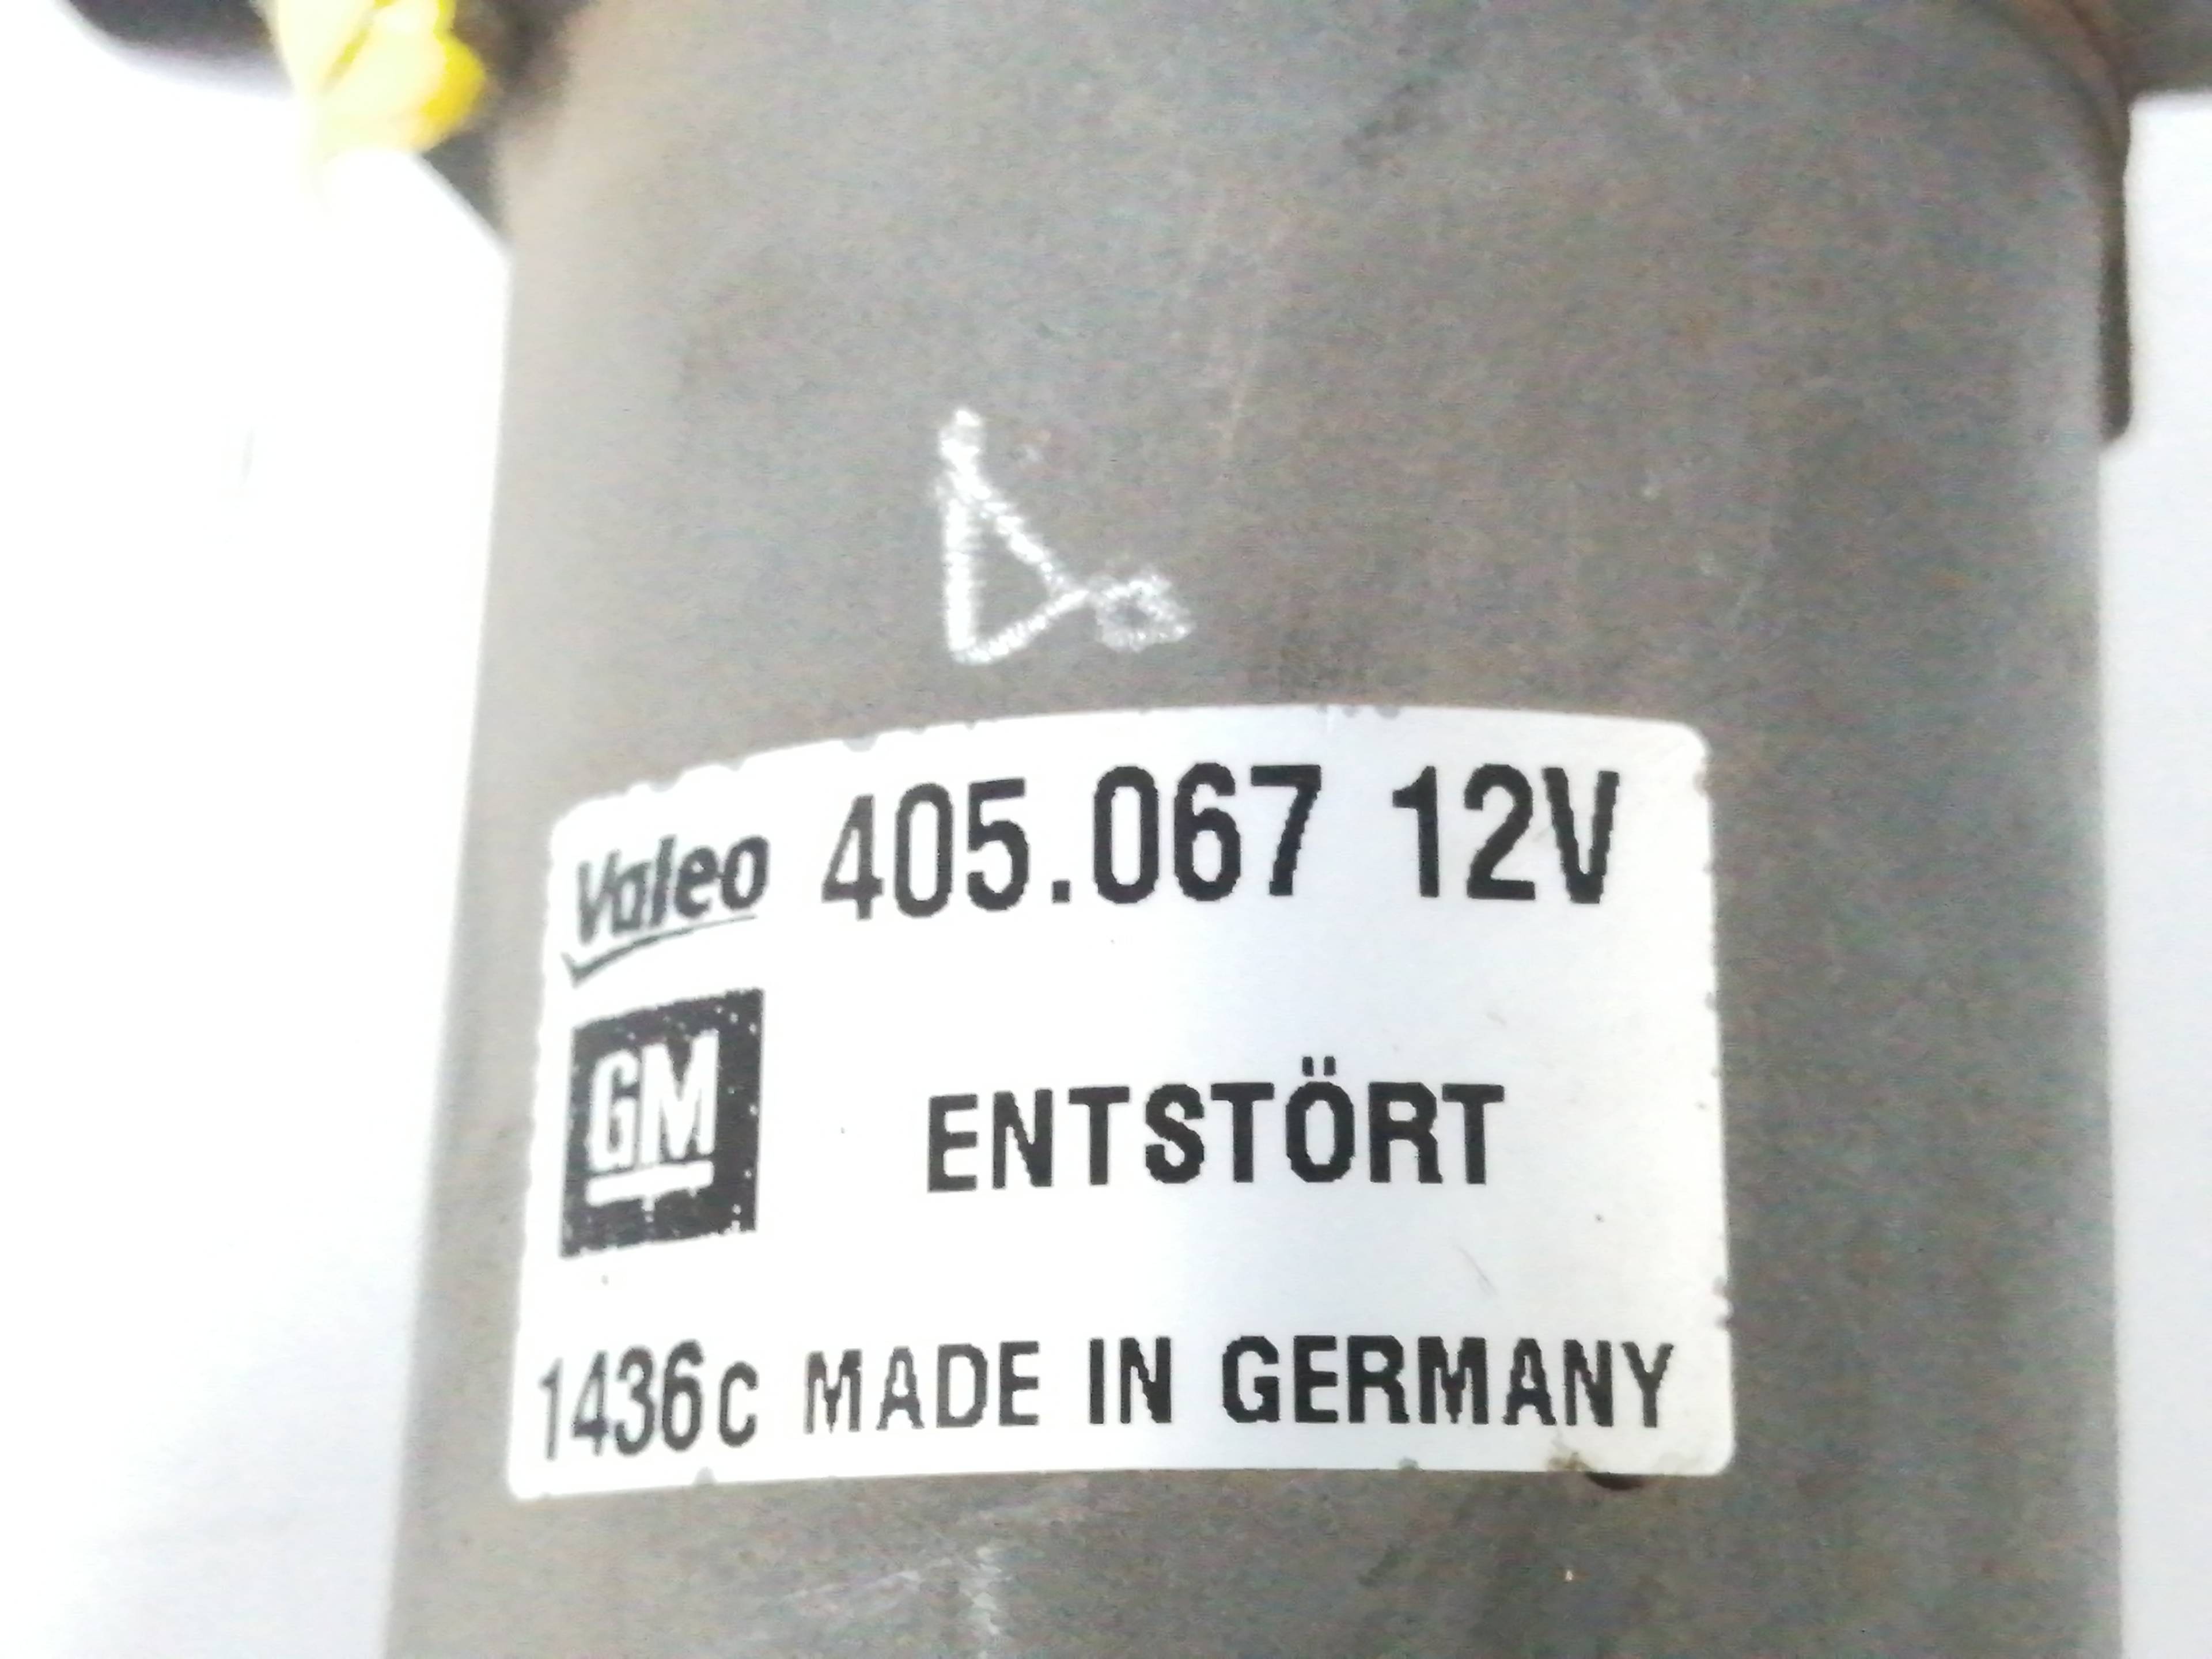 Valeo 405.067 12V
GM ENTSTÖRT
1436c MADE IN GERMANY